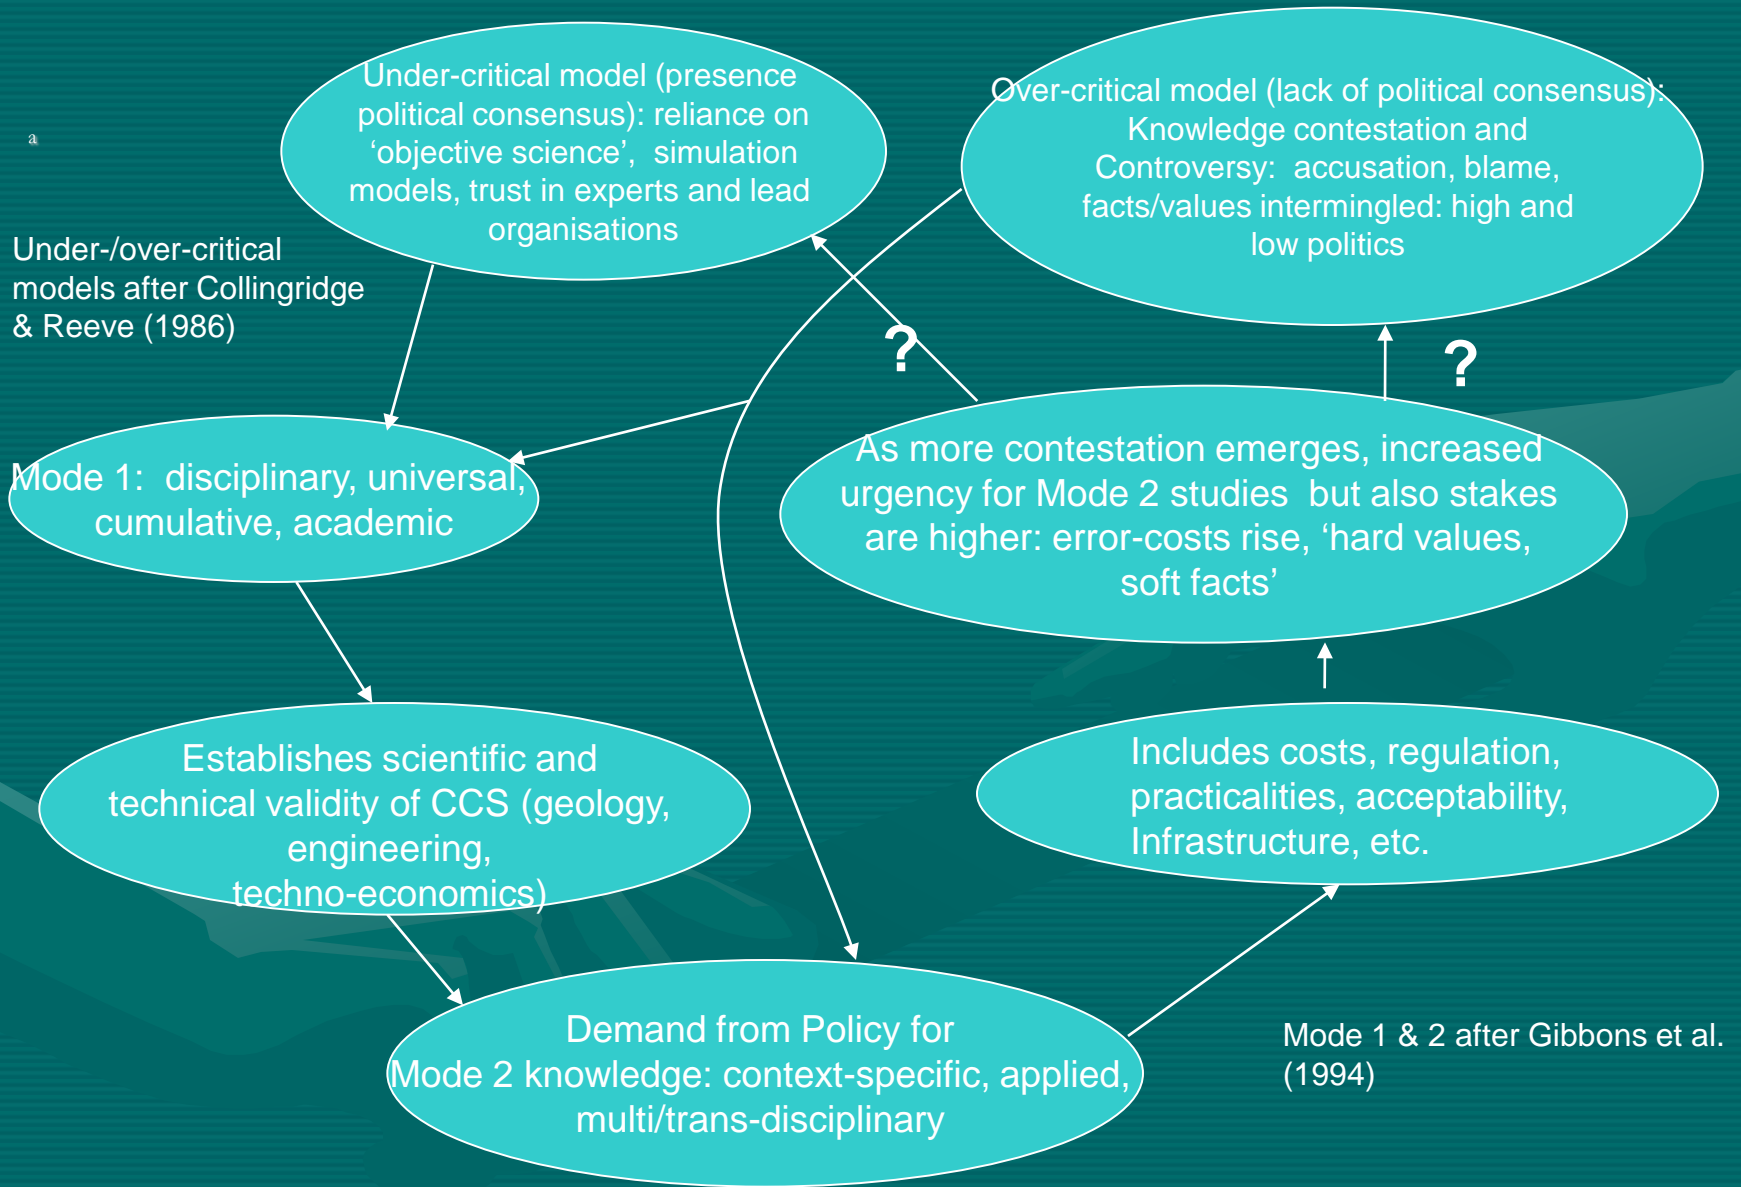 Under-critical model (presence
political consensus): reliance on
‘objective science’, simulation
models, trust in experts and lead
organisations
Over-critical model (lack of political consensus):
Knowledge contestation and
Controversy: accusation, blame,
facts/values intermingled: high and
low politics
a
Under-/over-critical
models after Collingridge
& Reeve (1986)
?
?
Mode 1: disciplinary, universal,
cumulative, academic
As more contestation emerges, increased
urgency for Mode 2 studies but also stakes
are higher: error-costs rise, ‘hard values,
soft facts’
Establishes scientific and
technical validity of CCS (geology,
engineering,
techno-economics)
Includes costs, regulation,
practicalities, acceptability,
Infrastructure, etc.
Demand from Policy for
Mode 2 knowledge: context-specific, applied,
multi/trans-disciplinary
Mode 1 & 2 after Gibbons et al.
(1994)